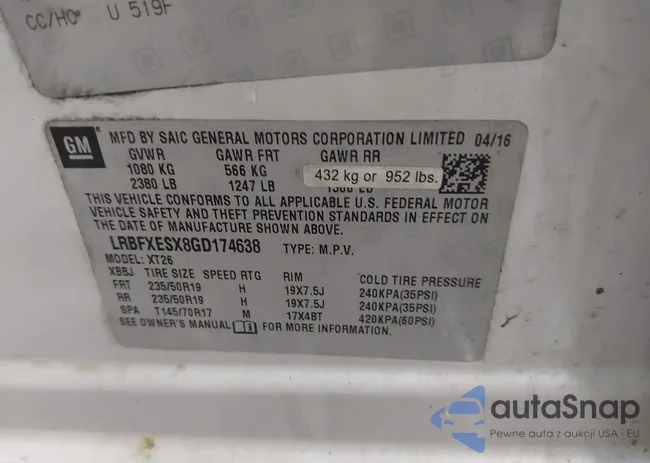 CC/HC U 519F
GM
MFD BY SAIC GENERAL MOTORS CORPORATION LIMITED 04/16
GVWR GAWR FRT GAWR RR
1080 KG 566 KG 432 kg or 952 lbs.
2380 LB 1247 LB LB
THIS VEHICLE CONFORMS TO ALL APPLICABLE U.S. FEDERAL MOTOR
VEHICLE SAFETY AND THEFT PREVENTION STANDARDS IN EFFECT ON
THE DATE OF MANUFACTURE SHOWN ABOVE.
LRBFXESX8GD174638 TYPE: M.P.V.
MODEL: XT26
XBBJ TIRE SIZE SPEED RTG RIM COLD TIRE PRESSURE
FRT 235/50R19 H 19X7.5J 240KPA(35PSI)
RR 235/50R19 H 19X7.5J 240KPA(35PSI)
SPA T145/70R17 M 17X4BT 420KPA(60PSI)
SEE OWNER'S MANUAL FOR MORE INFORMATION.
autoSnap
Pewne auta z aukcji USA i EU